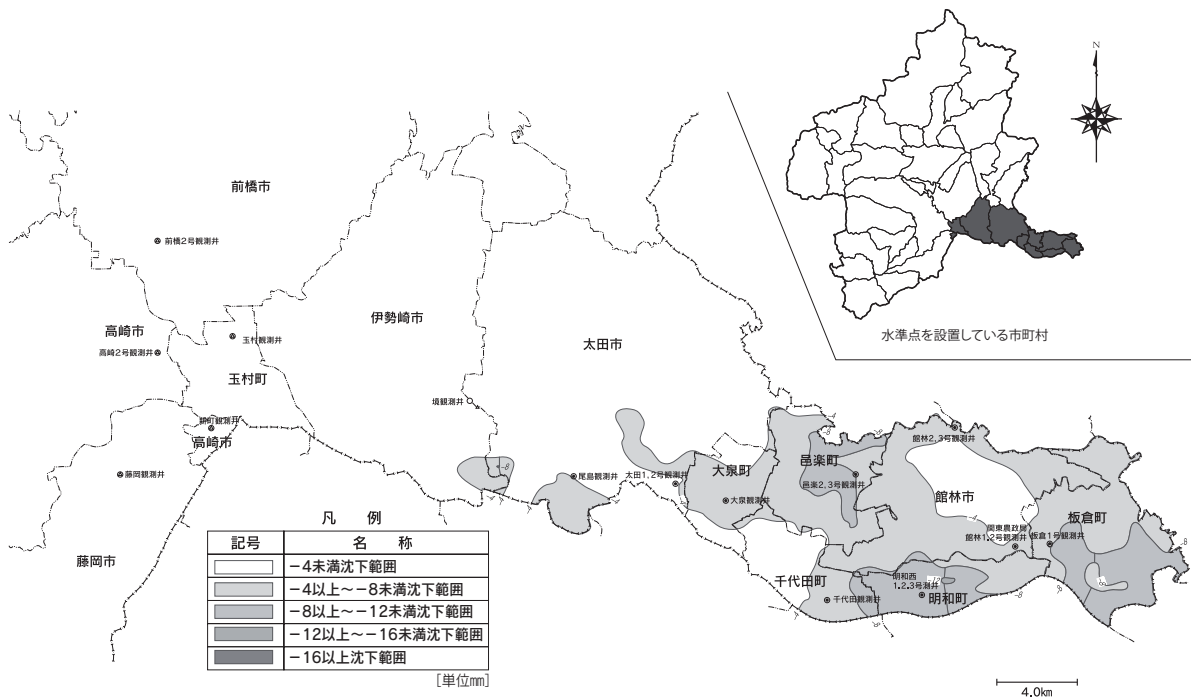 N
水準点を設置している市町村
前橋市
前橋2号観測井
高崎市
高崎2号観測井
玉村観測井
玉村町
伊勢崎市
太田市
境観測井
高崎市
藤岡観測井
藤岡市
尾島観測井
太田1,2号観測井
大泉町
大泉観測井
邑楽町
邑楽2,3号観測井
館林2,3号観測井
館林市
関東農政局
館林1,2号観測井
板倉町
板倉1号観測井
千代田町
千代田観測井
明和西
1,2,3号測井
明和町
凡 例
記号 名 称
−4未満沈下範囲
−4以上～−8未満沈下範囲
−8以上～−12未満沈下範囲
−12以上～−16未満沈下範囲
−16以上沈下範囲
[単位mm]
4.0km